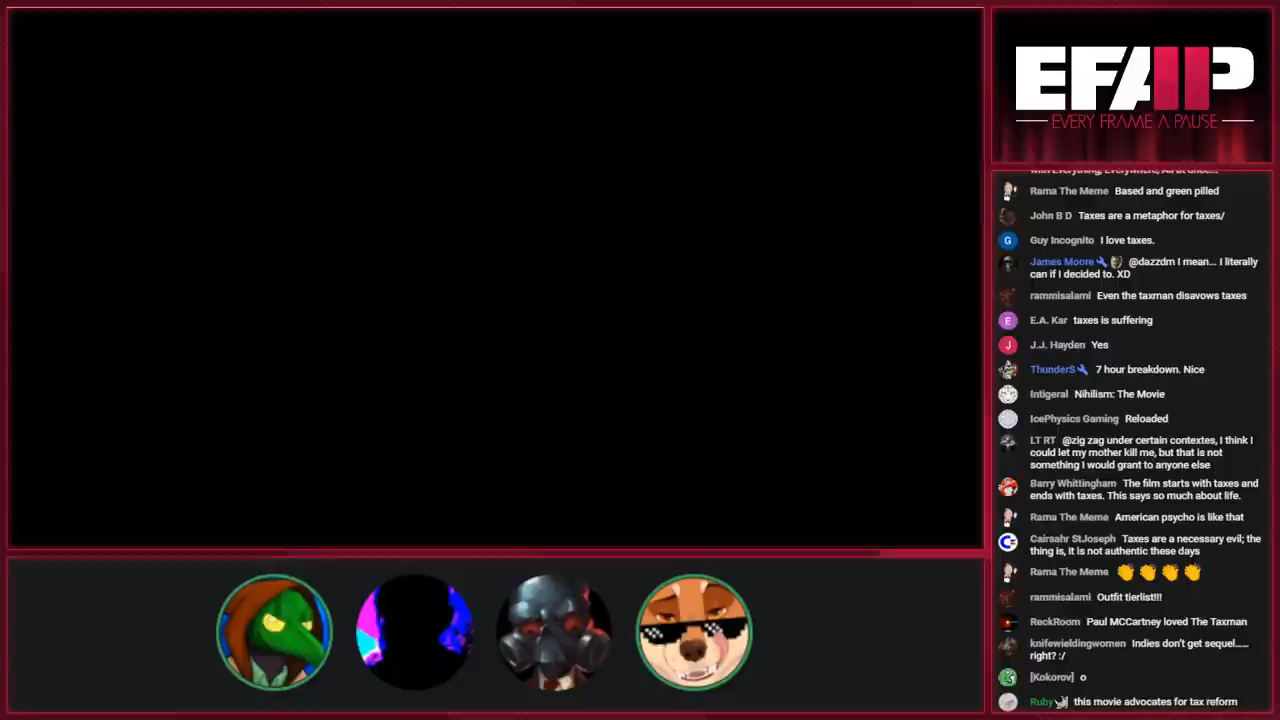 EFAP
EVERY FRAME A PAUSE
with Everything, Everywhere, All at once...
Rama The Meme Based and green pilled
John B D Taxes are a metaphor for taxes/
G Guy Incognito I love taxes.
James Moore @dazzdm I mean... I literally
can if I decided to. XD
rammisalami Even the taxman disavows taxes
E E.A. Kar taxes is suffering
J J.J. Hayden Yes
ThunderS 7 hour breakdown. Nice
Intigeral Nihilism: The Movie
IcePhysics Gaming Reloaded
LT RT @zig zag under certain contextes, I think I
could let my mother kill me, but that is not
something I would grant to anyone else
Barry Whittingham The film starts with taxes and
ends with taxes. This says so much about life.
Rama The Meme American psycho is like that
Cairsahr StJoseph Taxes are a necessary evil; the
thing is, it is not authentic these days
Rama The Meme 👏 👏 👏 👏
rammisalami Outfit tierlist!!!
ReckRoom Paul MCCartney loved The Taxman
knifewieldingwomen Indies don't get sequel......
right? :/
[Kokorov] o
Ruby this movie advocates for tax reform